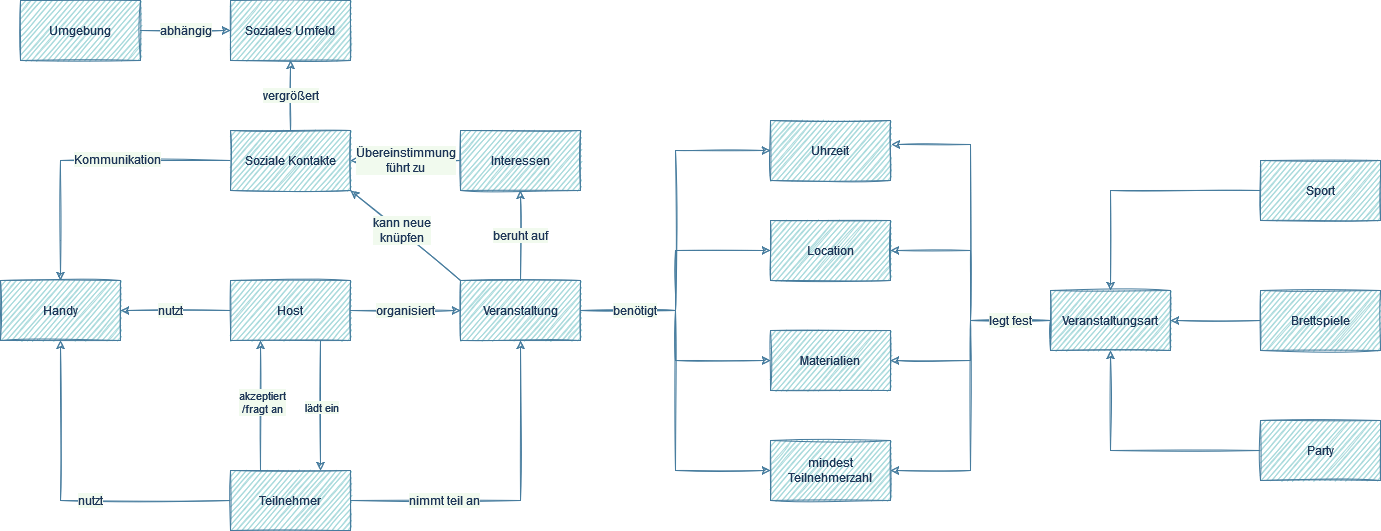 Umgebung
abhängig
Soziales Umfeld
vergrößert
Kommunikation
Soziale Kontakte
Übereinstimmung
führt zu
Interessen
kann neue
knüpfen
beruht auf
Handy
nutzt
Host
organisiert
Veranstaltung
benötigt
akzeptiert
/fragt an
lädt ein
nutzt
Teilnehmer
nimmt teil an
Uhrzeit
Location
Materialien
mindest
Teilnehmerzahl
legt fest
Veranstaltungsart
Sport
Brettspiele
Party